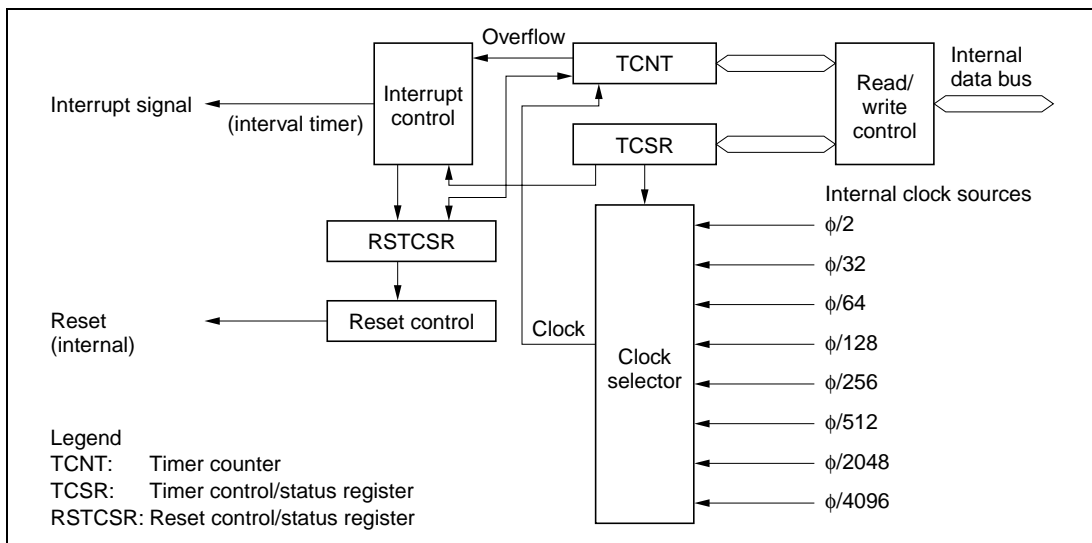 Overflow
TCNT
Internal
data bus
Read/
write
control
Interrupt signal
(interval timer)
Interrupt
control
TCSR
Internal clock sources
RSTCSR
ϕ/2
ϕ/32
ϕ/64
ϕ/128
ϕ/256
ϕ/512
ϕ/2048
ϕ/4096
Reset
(internal)
Reset control
Clock
Clock
selector
Legend
TCNT: Timer counter
TCSR: Timer control/status register
RSTCSR: Reset control/status register